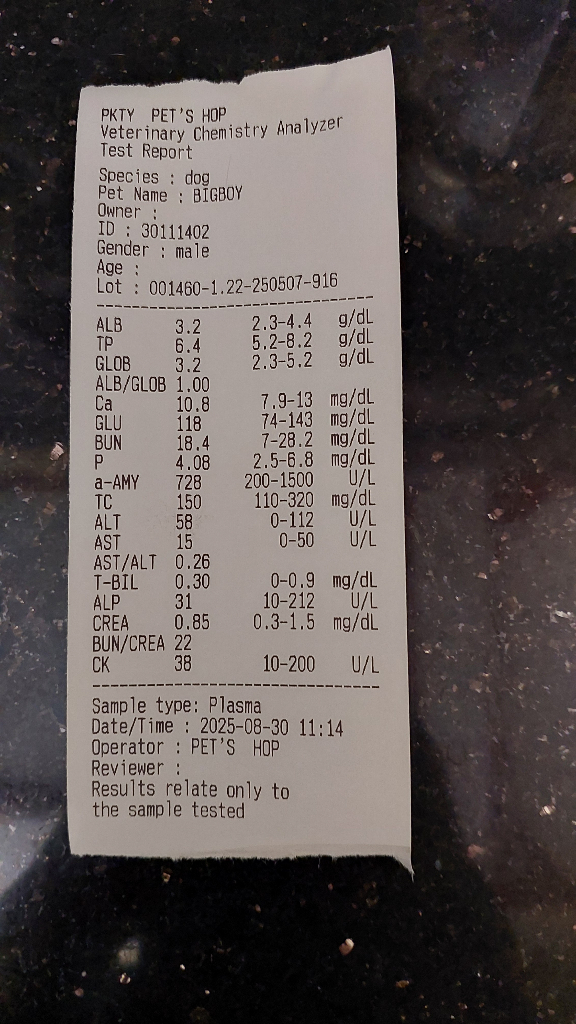 PKTY PET'S HOP
Veterinary Chemistry Analyzer
Test Report
Species : dog
Pet Name : BIGBOY
Owner :
ID : 30111402
Gender : male
Age :
Lot : 001460-1.22-250507-916
ALB 3.2 2.3-4.4 g/dL
TP 6.4 5.2-8.2 g/dL
GLOB 3.2 2.3-5.2 g/dL
ALB/GLOB 1.00
Ca 10.8 7.9-13 mg/dL
GLU 118 74-143 mg/dL
BUN 18.4 7-28.2 mg/dL
P 4.08 2.5-6.8 mg/dL
a-AMY 728 200-1500 U/L
TC 150 110-320 mg/dL
ALT 58 0-112 U/L
AST 15 0-50 U/L
AST/ALT 0.26
T-BIL 0.30 0-0.9 mg/dL
ALP 31 10-212 U/L
CREA 0.85 0.3-1.5 mg/dL
BUN/CREA 22
CK 38 10-200 U/L
Sample type: Plasma
Date/Time : 2025-08-30 11:14
Operator : PET'S HOP
Reviewer :
Results relate only to
the sample tested